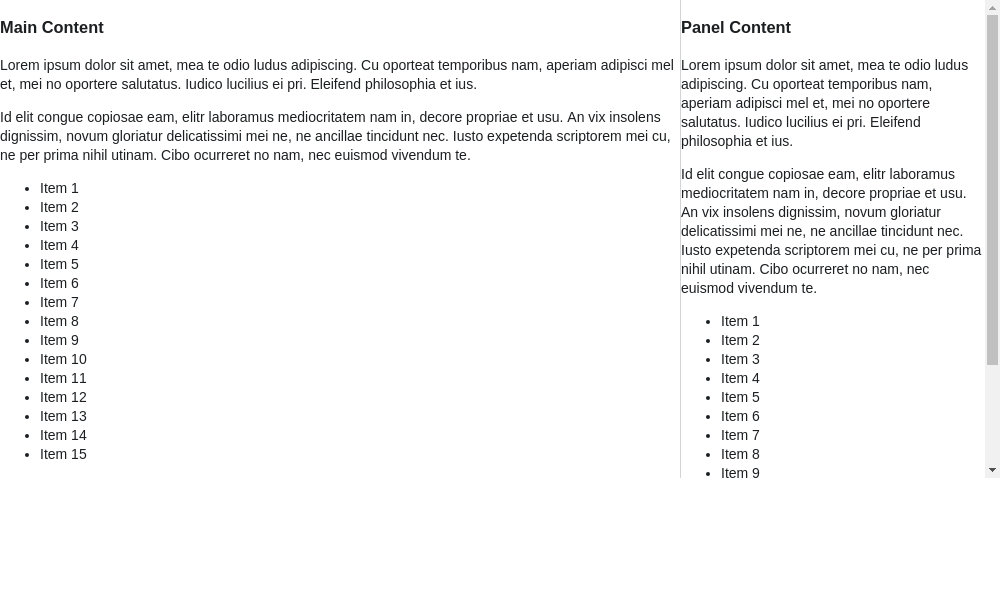 Main Content
Lorem ipsum dolor sit amet, mea te odio ludus adipiscing. Cu oporteat temporibus nam, aperiam adipisci mel
et, mei no oportere salutatus. Iudico lucilius ei pri. Eleifend philosophia et ius.
Id elit congue copiosae eam, elitr laboramus mediocritatem nam in, decore propriae et usu. An vix insolens
dignissim, novum gloriatur delicatissimi mei ne, ne ancillae tincidunt nec. Iusto expetenda scriptorem mei cu,
ne per prima nihil utinam. Cibo ocurreret no nam, nec euismod vivendum te.
Item 1
Item 2
Item 3
Item 4
Item 5
Item 6
Item 7
Item 8
Item 9
Item 10
Item 11
Item 12
Item 13
Item 14
Item 15
Panel Content
Lorem ipsum dolor sit amet, mea te odio ludus
adipiscing. Cu oporteat temporibus nam,
aperiam adipisci mel et, mei no oportere
salutatus. Iudico lucilius ei pri. Eleifend
philosophia et ius.
Id elit congue copiosae eam, elitr laboramus
mediocritatem nam in, decore propriae et usu.
An vix insolens dignissim, novum gloriatur
delicatissimi mei ne, ne ancillae tincidunt nec.
Iusto expetenda scriptorem mei cu, ne per prima
nihil utinam. Cibo ocurreret no nam, nec
euismod vivendum te.
Item 1
Item 2
Item 3
Item 4
Item 5
Item 6
Item 7
Item 8
Item 9